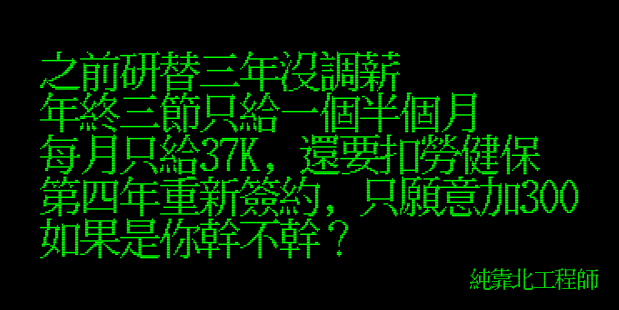 之前研替三年沒調薪
年終三節只給一個半個月
每月只給37K, 還要扣勞健保
第四年重新簽約, 只願意加300
如果是你幹不幹？
純靠北工程師